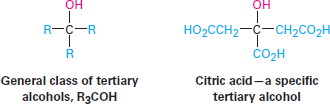 OH
R—C—R
R
General class of tertiary
alcohols, R₃COH
OH
HO₂CCH₂—C—CH₂CO₂H
CO₂H
Citric acid—a specific
tertiary alcohol